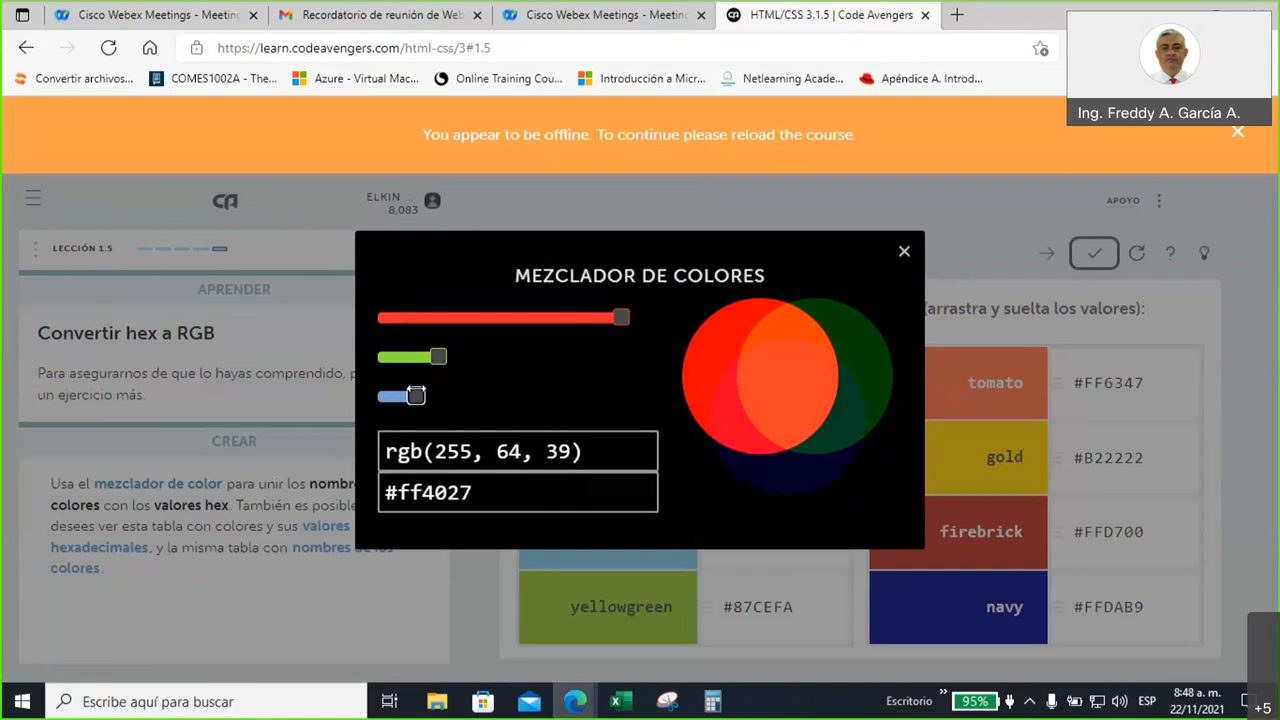 Cisco Webex Meetings - Meeting
Recordatorio de reunión de Web
Cisco Webex Meetings - Meeting
HTML/CSS 3.1.5 | Code Avengers
https://learn.codeavengers.com/html-css/3#1.5
Convertir archivos...
COMES1002A - The...
Azure - Virtual Mac...
Online Training Cou...
Introducción a Micr...
Netlearning Acade...
Apéndice A. Introd...
Ing. Freddy A. García A.
You appear to be offline. To continue please reload the course.
ELKIN ...
8,083
APOYO
LECCIÓN 1.5
APRENDER
Convertir hex a RGB
Para asegurarnos de que lo hayas comprendido,
un ejercicio más.
CREAR
Usa el mezclador de color para unir los
colores con los valores hex. También es posible
desees ver esta tabla con colores y sus valores
hexadecimales, y la misma tabla con nombres de los
colores.
MEZCLADOR DE COLORES
rgb(255, 64, 39)
#ff4027
(arrastra y suelta los valores):
tomato #FF6347
gold #B22222
firebrick #FFD700
yellowgreen #87CEFA
navy #FFDAB9
Escribe aquí para buscar
Escritorio
95%
ESP
8:48 a. m.
22/11/2021
+5